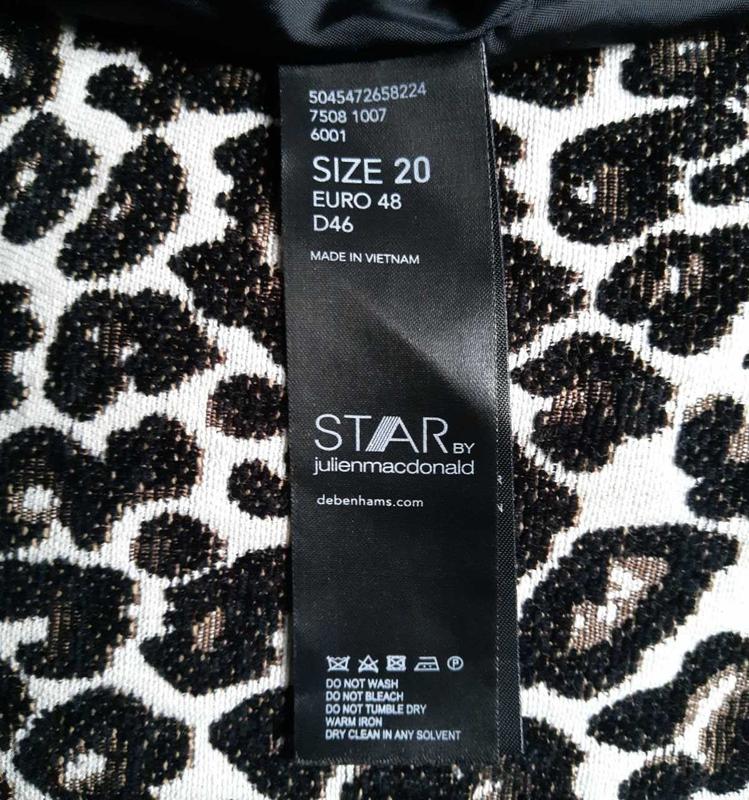 5045472658224
7508 1007
6001
SIZE 20
EURO 48
D46
MADE IN VIETNAM
STAR BY
julienmacdonald
debenhams.com
P
DO NOT WASH
DO NOT BLEACH
DO NOT TUMBLE DRY
WARM IRON
DRY CLEAN IN ANY SOLVENT